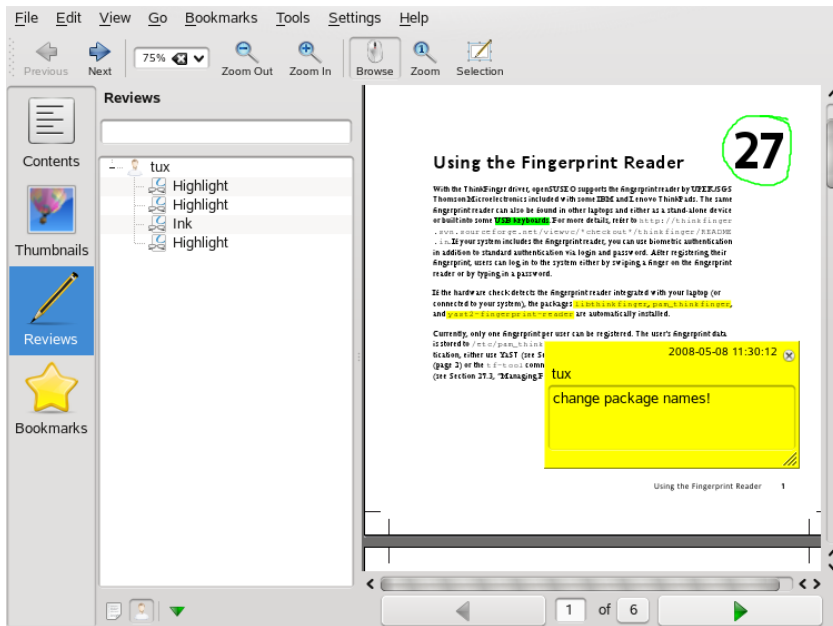 File Edit View Go Bookmarks Tools Settings Help
Previous Next 75% Zoom Out Zoom In Browse Zoom Selection
Contents
Thumbnails
Reviews
Bookmarks
Reviews
tux
Highlight
Highlight
Ink
Highlight
27
Using the Fingerprint Reader
With the ThinkFinger driver, openSUSE® supports the fingerprint reader by UPEK/SGS
Thomson Microelectronics included with some IBM and Lenovo ThinkPads. The same
fingerprint reader can also be found in other laptops and either as a stand-alone device
or built into some USB keyboards. For more details, refer to http://thinkfinger
.svn.sourceforge.net/viewvc/*checkout*/thinkfinger/README
.in. If your system includes the fingerprint reader, you can use biometric authentication
in addition to standard authentication via login and password. After registering their
fingerprint, users can log in to the system either by swiping a finger on the fingerprint
reader or by typing in a password.
If the hardware check detects the fingerprint reader integrated with your laptop (or
connected to your system), the packages libthinkfinger, pam_thinkfinger,
and yast2-fingerprint-reader are automatically installed.
Currently, only one fingerprint per user can be registered. The user's fingerprint data
is stored to /etc/pam_think
tication, either use YaST (see Se
(page 2) or the tf-tool comm
(see Section 27.3, "Managing F
2008-05-08 11:30:12
tux
change package names!
Using the Fingerprint Reader 1
1 of 6